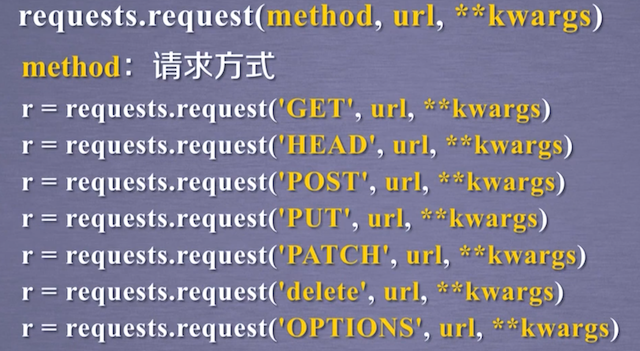 requests.request(method, url, **kwargs)
method：请求方式
r = requests.request('GET', url, **kwargs)
r = requests.request('HEAD', url, **kwargs)
r = requests.request('POST', url, **kwargs)
r = requests.request('PUT', url, **kwargs)
r = requests.request('PATCH', url, **kwargs)
r = requests.request('delete', url, **kwargs)
r = requests.request('OPTIONS', url, **kwargs)